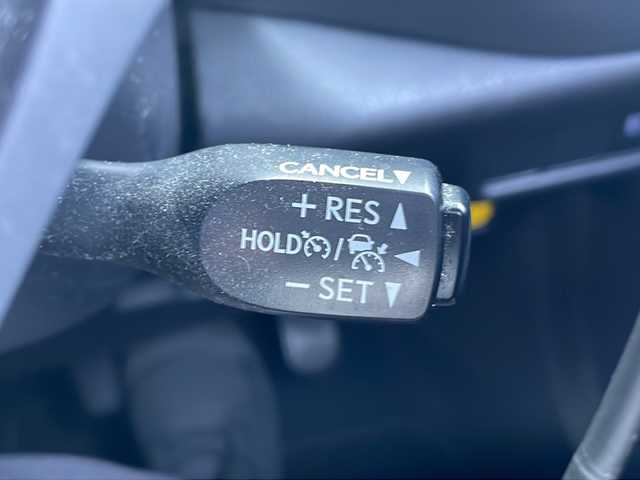 CANCEL▼
+ RES ▲
HOLD / ◀
− SET ▼